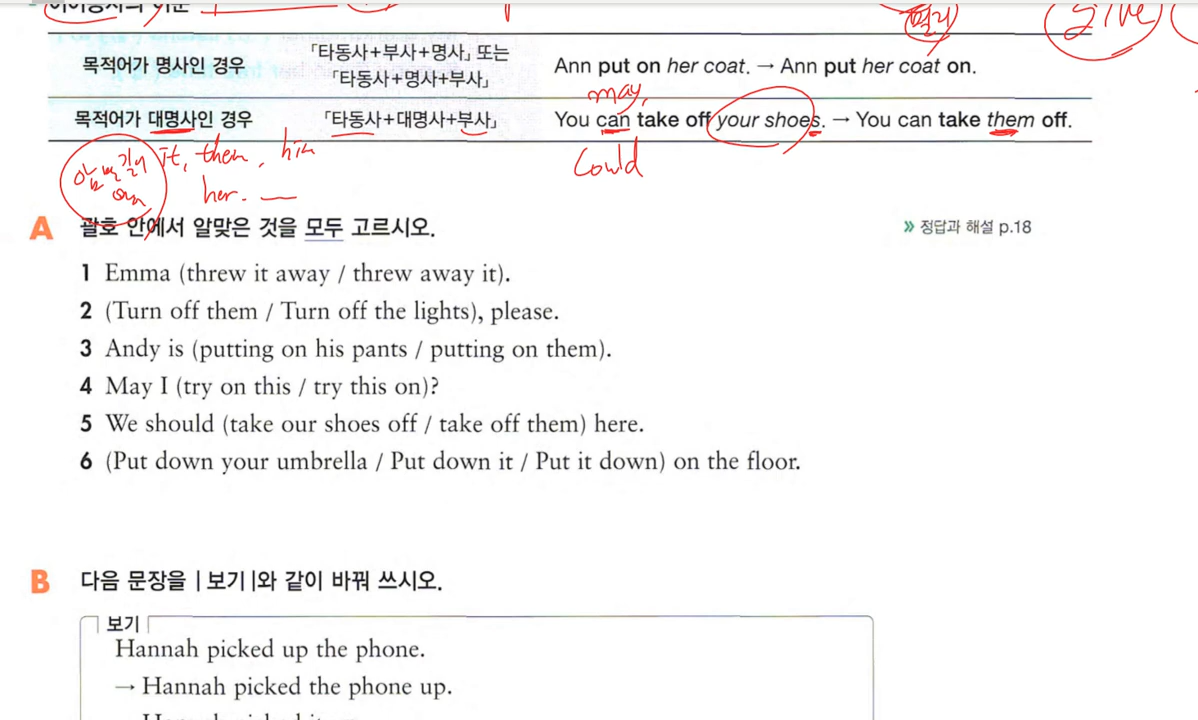 목적어가 명사인 경우 「타동사+부사+명사」 또는 「타동사+명사+부사」 Ann put on her coat. → Ann put her coat on.
may,
목적어가 대명사인 경우 「타동사+대명사+부사」 You can take off your shoes. → You can take them off.
it, them, him
her.
could
A 괄호 안에서 알맞은 것을 모두 고르시오. » 정답과 해설 p.18
1 Emma (threw it away / threw away it).
2 (Turn off them / Turn off the lights), please.
3 Andy is (putting on his pants / putting on them).
4 May I (try on this / try this on)?
5 We should (take our shoes off / take off them) here.
6 (Put down your umbrella / Put down it / Put it down) on the floor.
B 다음 문장을 | 보기 |와 같이 바꿔 쓰시오.
보기
Hannah picked up the phone.
→ Hannah picked the phone up.